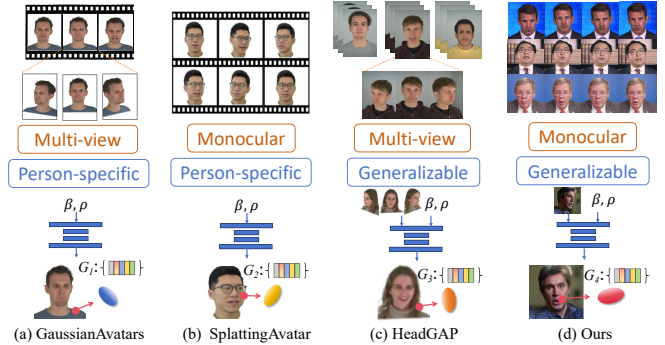 Multi-view
Monocular
Multi-view
Monocular
Person-specific
Person-specific
Generalizable
Generalizable
β, ρ
β, ρ
β, ρ
β, ρ
G₁:{ }
G₂:{ }
G₃:{ }
G₄:{ }
(a) GaussianAvatars
(b) SplattingAvatar
(c) HeadGAP
(d) Ours